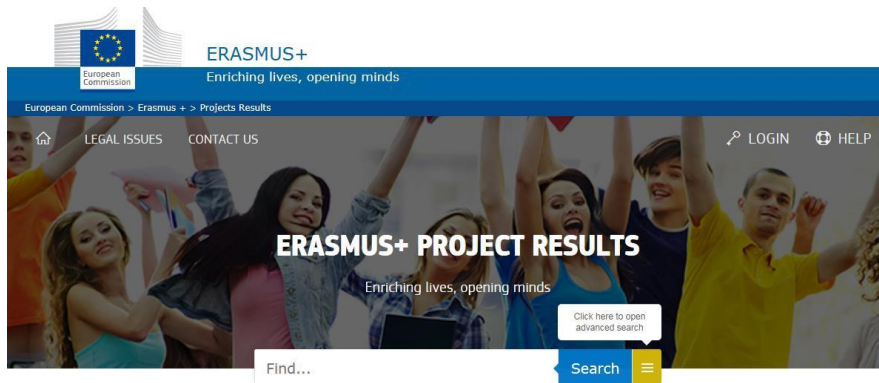 ERASMUS+
European
Commission
Enriching lives, opening minds
European Commission > Erasmus + > Projects Results
LEGAL ISSUES CONTACT US LOGIN HELP
ERASMUS+ PROJECT RESULTS
Enriching lives, opening minds
Click here to open
advanced search
Find... Search